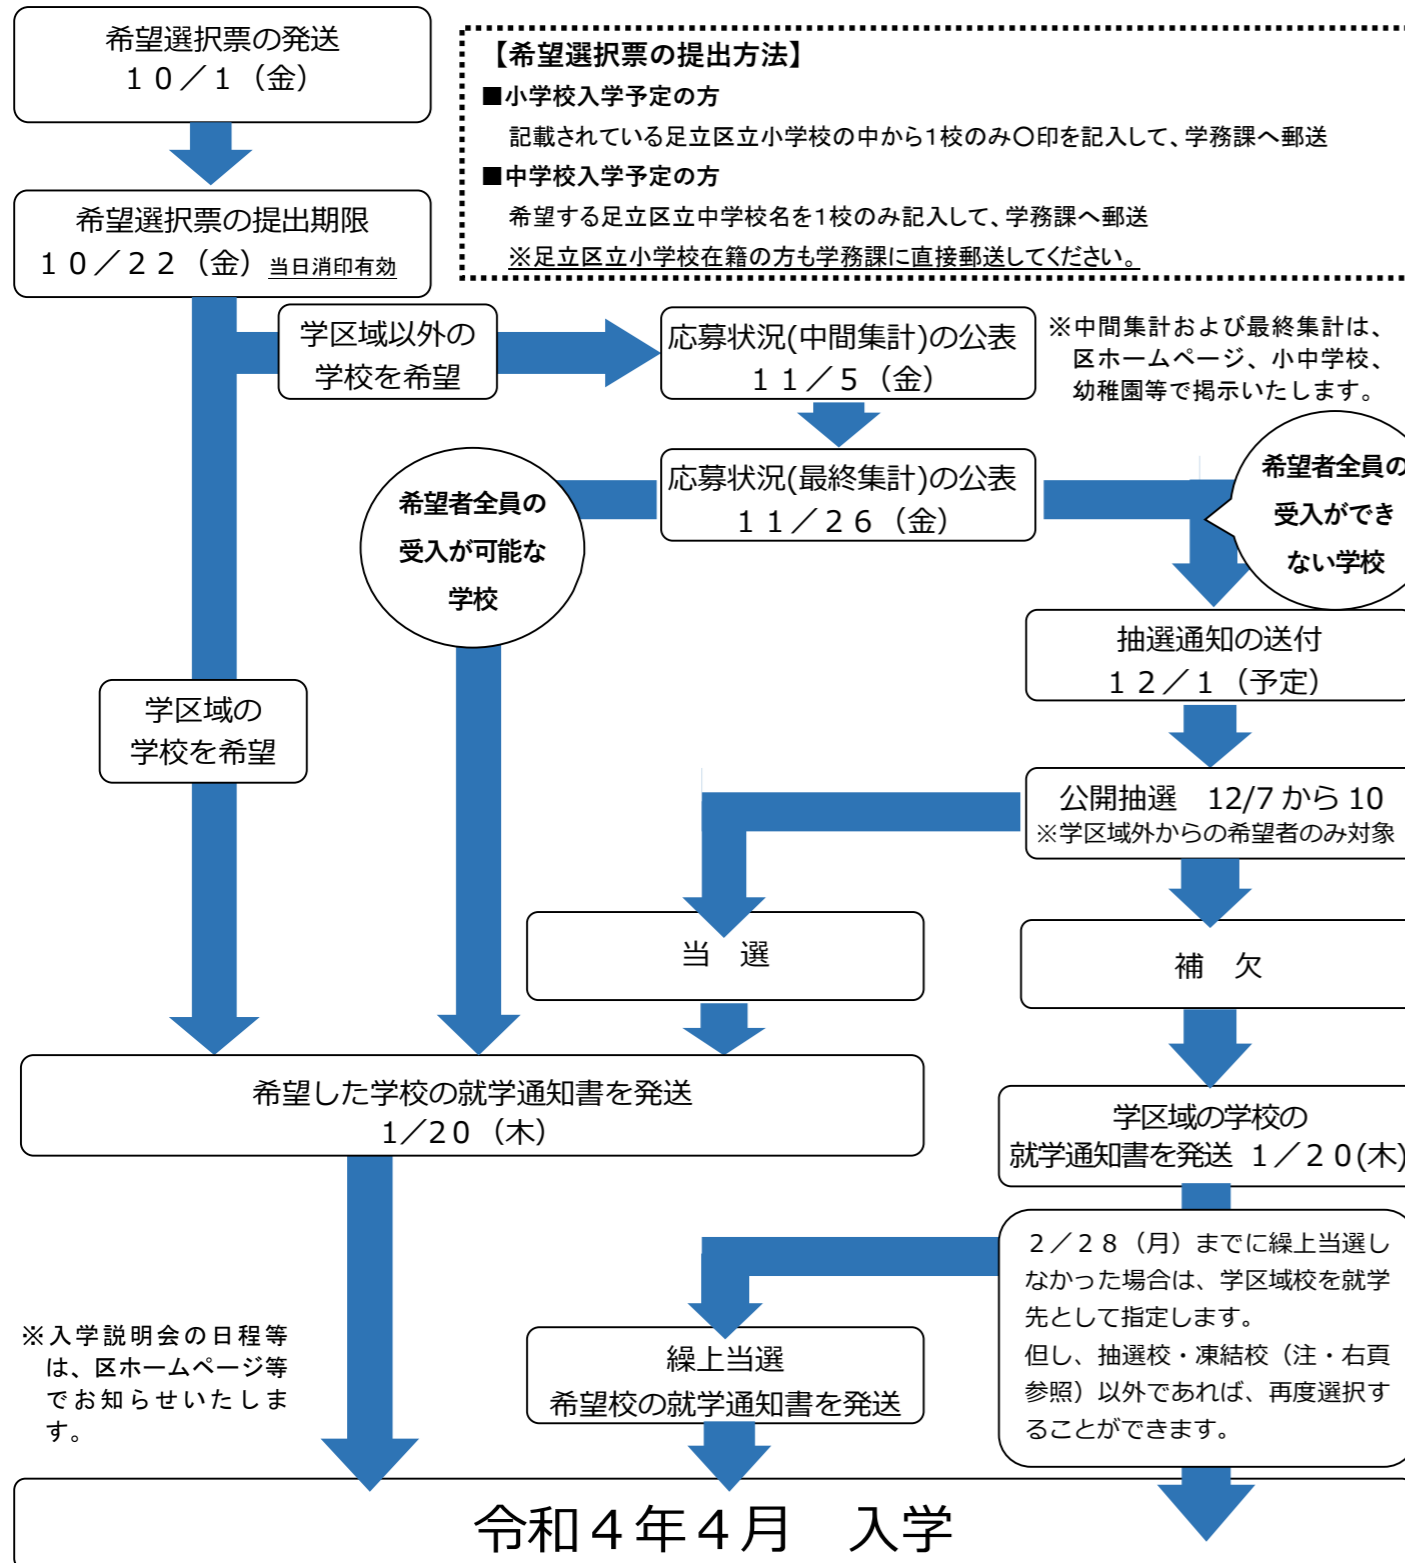 希望選択票の発送
１０／１（金）
【希望選択票の提出方法】
■小学校入学予定の方
記載されている足立区立小学校の中から1校のみ〇印を記入して、学務課へ郵送
■中学校入学予定の方
希望する足立区立中学校名を1校のみ記入して、学務課へ郵送
※足立区立小学校在籍の方も学務課に直接郵送してください。
希望選択票の提出期限
１０／２２（金）当日消印有効
学区域以外の
学校を希望
応募状況(中間集計)の公表
１１／５（金）
※中間集計および最終集計は、
区ホームページ、小中学校、
幼稚園等で掲示いたします。
応募状況(最終集計)の公表
１１／２６（金）
希望者全員の
受入が可能な
学校
希望者全員の
受入ができ
ない学校
抽選通知の送付
１２／１（予定）
学区域の
学校を希望
公開抽選　12/7 から 10
※学区域外からの希望者のみ対象
当　選
補　欠
希望した学校の就学通知書を発送
1／20（木）
学区域の学校の
就学通知書を発送 １／２０(木)
２／２８（月）までに繰上当選し
なかった場合は、学区域校を就学
先として指定します。
但し、抽選校・凍結校（注・右頁
参照）以外であれば、再度選択す
ることができます。
繰上当選
希望校の就学通知書を発送
※入学説明会の日程等
は、区ホームページ等
でお知らせいたしま
す。
令和４年４月　入学